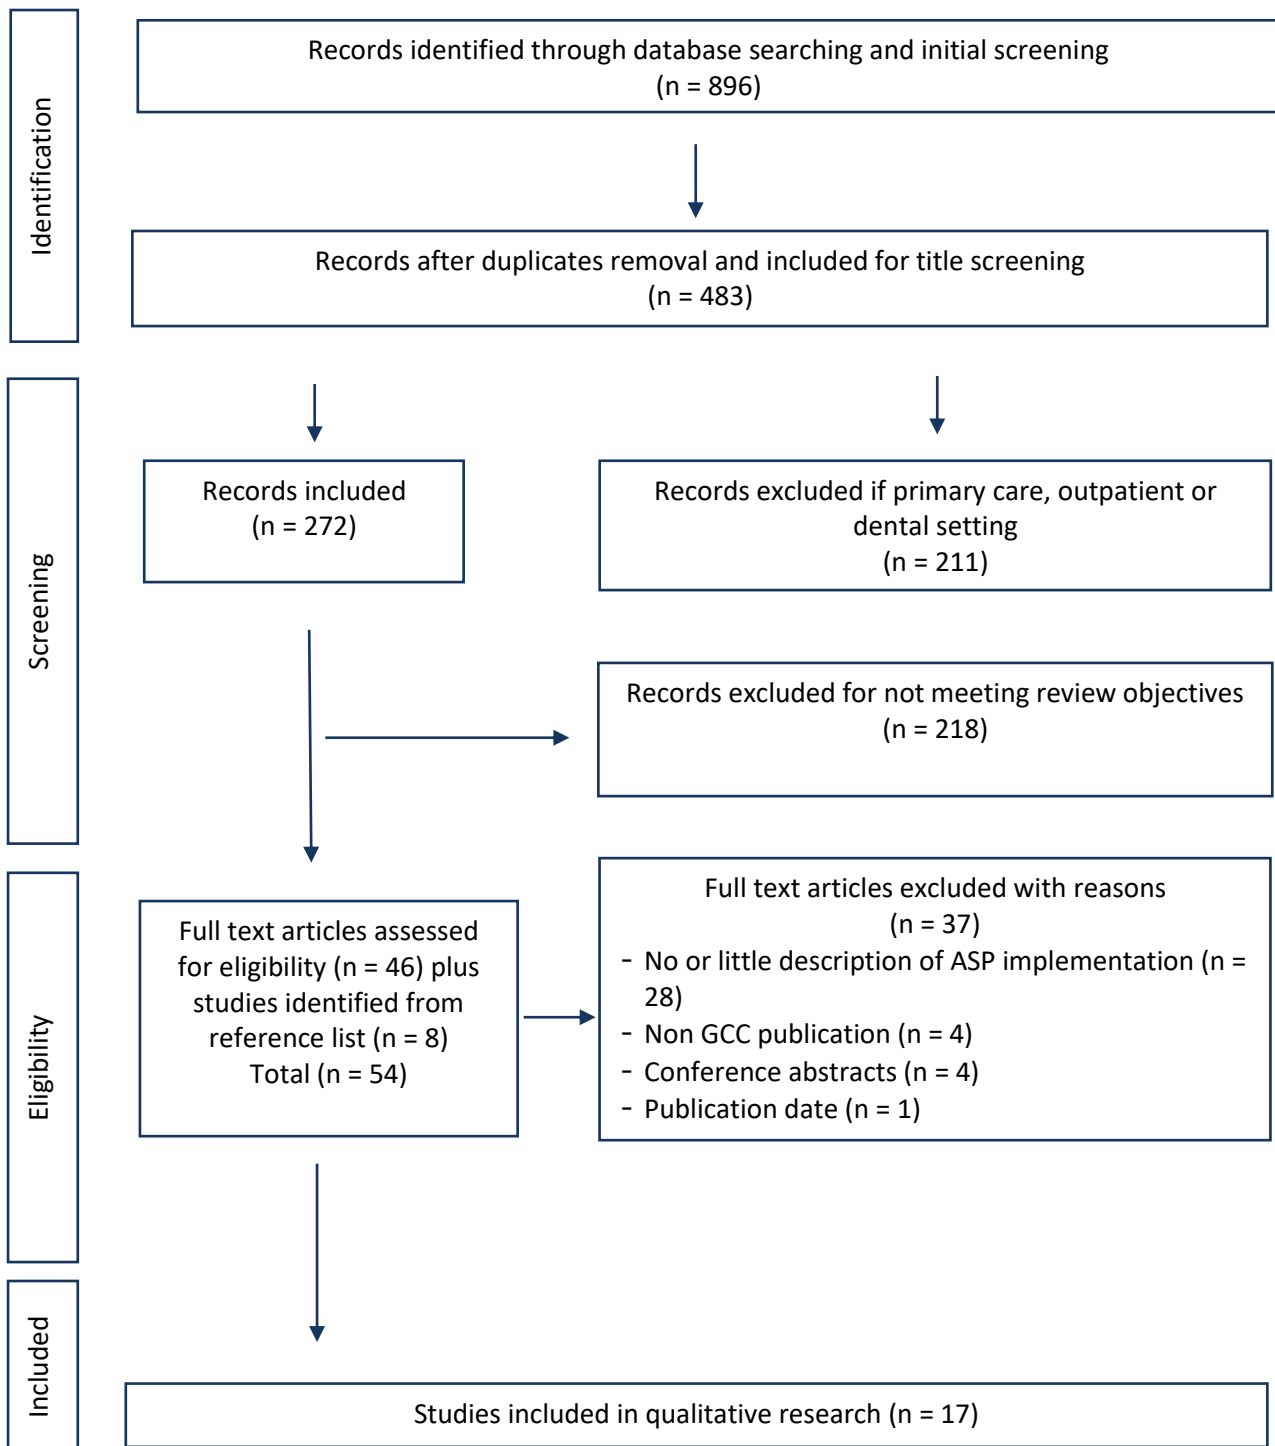 Identification
Records identified through database searching and initial screening
(n = 896)
Records after duplicates removal and included for title screening
(n = 483)
Screening
Records included
(n = 272)
Records excluded if primary care, outpatient or
dental setting
(n = 211)
Records excluded for not meeting review objectives
(n = 218)
Eligibility
Full text articles assessed
for eligibility (n = 46) plus
studies identified from
reference list (n = 8)
Total (n = 54)
Full text articles excluded with reasons
(n = 37)
- No or little description of ASP implementation (n =
28)
- Non GCC publication (n = 4)
- Conference abstracts (n = 4)
- Publication date (n = 1)
Included
Studies included in qualitative research (n = 17)